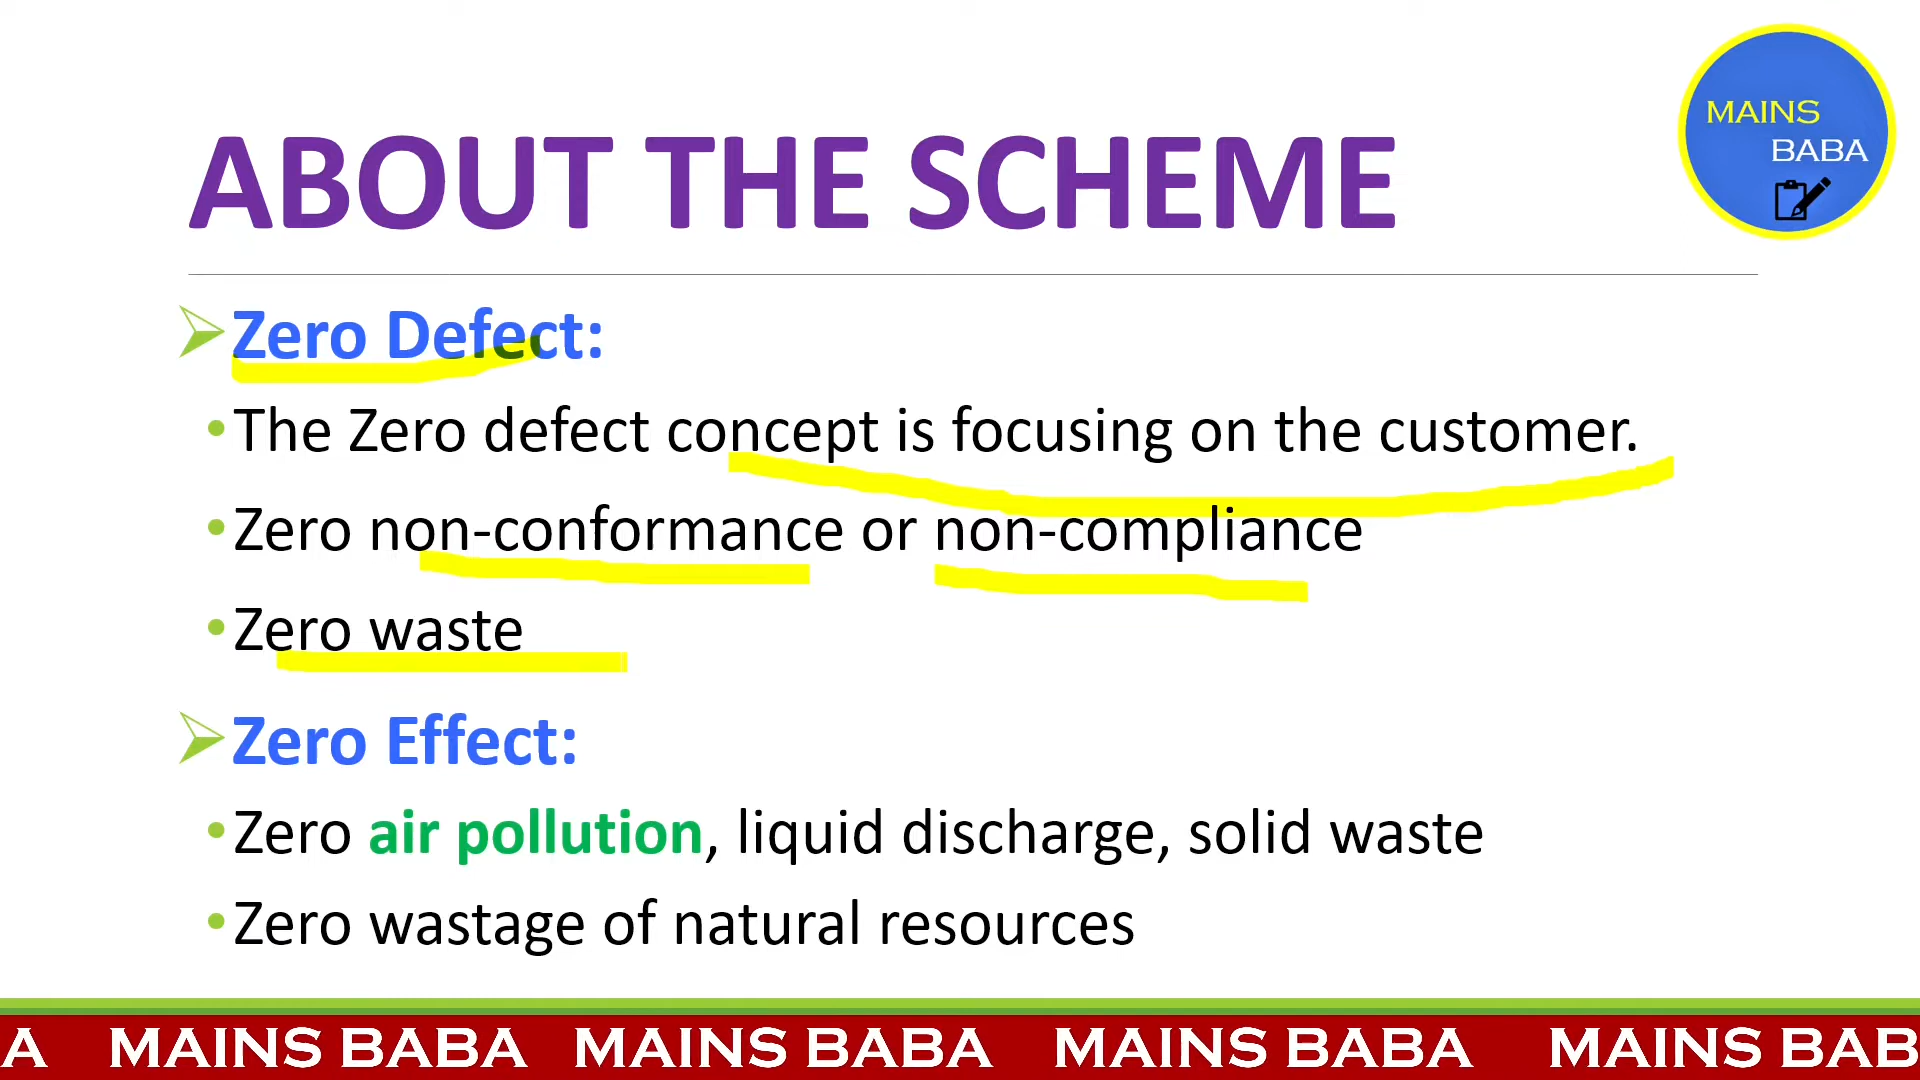 MAINS
BABA
ABOUT THE SCHEME
Zero Defect:
•The Zero defect concept is focusing on the customer.
•Zero non-conformance or non-compliance
•Zero waste
Zero Effect:
•Zero air pollution, liquid discharge, solid waste
•Zero wastage of natural resources
A MAINS BABA MAINS BABA MAINS BABA MAINS BAB